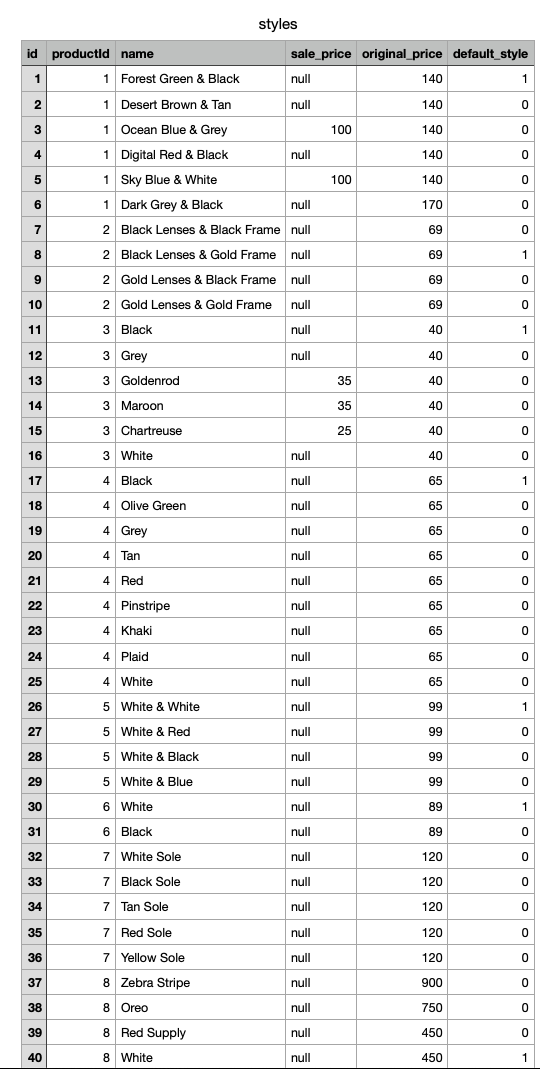 styles
id productId name sale_price original_price default_style
1 1 Forest Green & Black null 140 1
2 1 Desert Brown & Tan null 140 0
3 1 Ocean Blue & Grey 100 140 0
4 1 Digital Red & Black null 140 0
5 1 Sky Blue & White 100 140 0
6 1 Dark Grey & Black null 170 0
7 2 Black Lenses & Black Frame null 69 0
8 2 Black Lenses & Gold Frame null 69 1
9 2 Gold Lenses & Black Frame null 69 0
10 2 Gold Lenses & Gold Frame null 69 0
11 3 Black null 40 1
12 3 Grey null 40 0
13 3 Goldenrod 35 40 0
14 3 Maroon 35 40 0
15 3 Chartreuse 25 40 0
16 3 White null 40 0
17 4 Black null 65 1
18 4 Olive Green null 65 0
19 4 Grey null 65 0
20 4 Tan null 65 0
21 4 Red null 65 0
22 4 Pinstripe null 65 0
23 4 Khaki null 65 0
24 4 Plaid null 65 0
25 4 White null 65 0
26 5 White & White null 99 1
27 5 White & Red null 99 0
28 5 White & Black null 99 0
29 5 White & Blue null 99 0
30 6 White null 89 1
31 6 Black null 89 0
32 7 White Sole null 120 0
33 7 Black Sole null 120 0
34 7 Tan Sole null 120 0
35 7 Red Sole null 120 0
36 7 Yellow Sole null 120 0
37 8 Zebra Stripe null 900 0
38 8 Oreo null 750 0
39 8 Red Supply null 450 0
40 8 White null 450 1